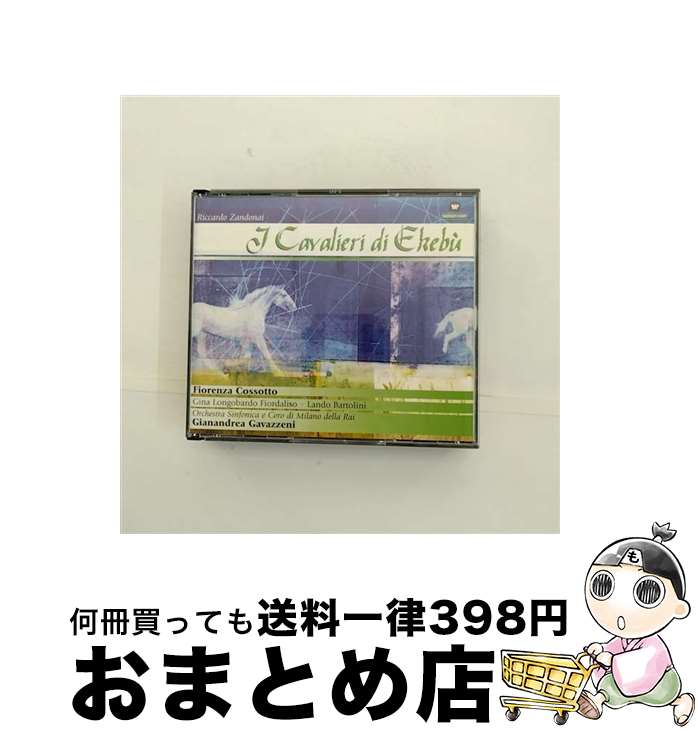 Riccardo Zandonai
I Cavalieri di Ekebù
Fiorenza Cossotto
Gina Longobardo Fiordaliso - Lando Bartolini
Orchestra Sinfonica e Coro di Milano della Rai
Gianandrea Gavazzeni
も
何冊買っても送料一律398円
おまとめ店